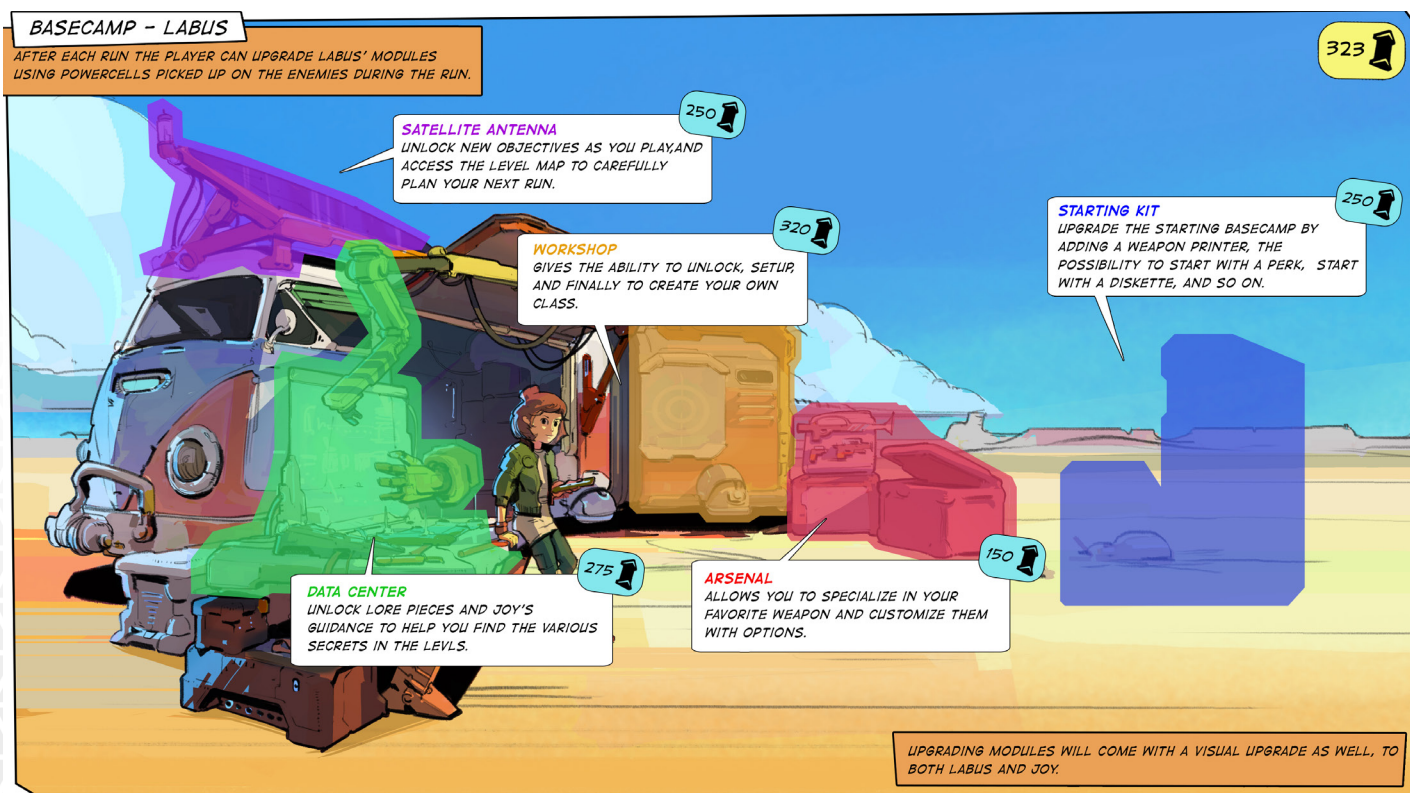 BASECAMP - LABUS
AFTER EACH RUN THE PLAYER CAN UPGRADE LABUS' MODULES
USING POWERCELLS PICKED UP ON THE ENEMIES DURING THE RUN.
323
250
SATELLITE ANTENNA
UNLOCK NEW OBJECTIVES AS YOU PLAY,AND
ACCESS THE LEVEL MAP TO CAREFULLY
PLAN YOUR NEXT RUN.
320
WORKSHOP
GIVES THE ABILITY TO UNLOCK, SETUP,
AND FINALLY TO CREATE YOUR OWN
CLASS.
250
STARTING KIT
UPGRADE THE STARTING BASECAMP BY
ADDING A WEAPON PRINTER, THE
POSSIBILITY TO START WITH A PERK, START
WITH A DISKETTE, AND SO ON.
275
DATA CENTER
UNLOCK LORE PIECES AND JOY'S
GUIDANCE TO HELP YOU FIND THE VARIOUS
SECRETS IN THE LEVLS.
150
ARSENAL
ALLOWS YOU TO SPECIALIZE IN YOUR
FAVORITE WEAPON AND CUSTOMIZE THEM
WITH OPTIONS.
UPGRADING MODULES WILL COME WITH A VISUAL UPGRADE AS WELL, TO
BOTH LABUS AND JOY.